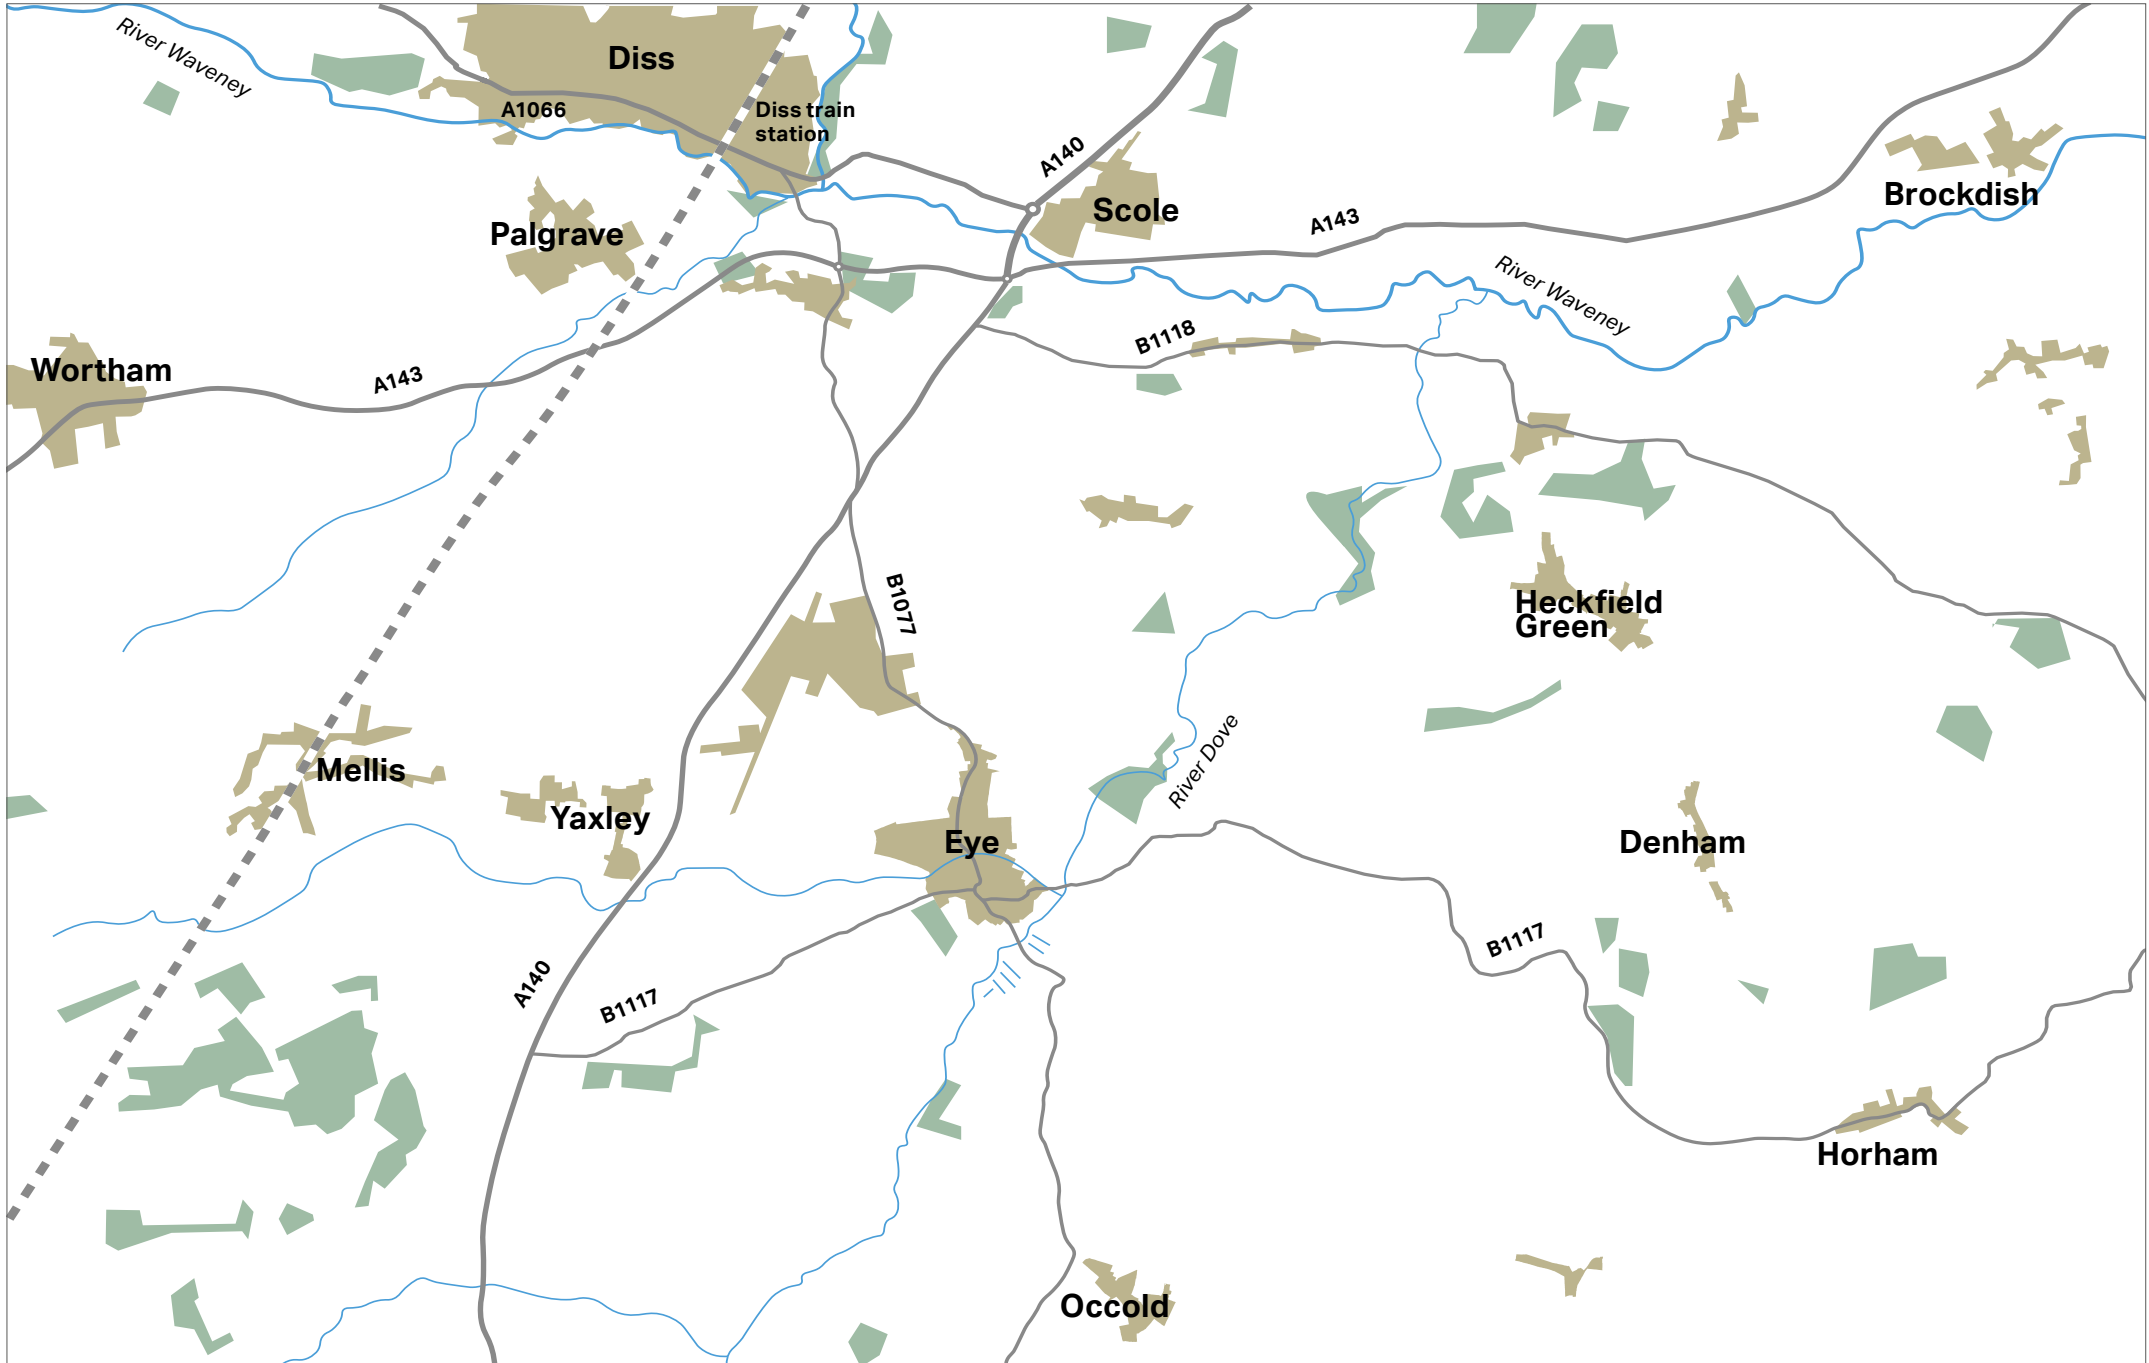 River Waveney
Diss
A1066
Diss train
station
A140
Scole
Brockdish
A143
Palgrave
River Waveney
B1118
Wortham
A143
B1077
Heckfield
Green
River Dove
Mellis
Yaxley
Eye
Denham
B1117
A140
B1117
Horham
Occold